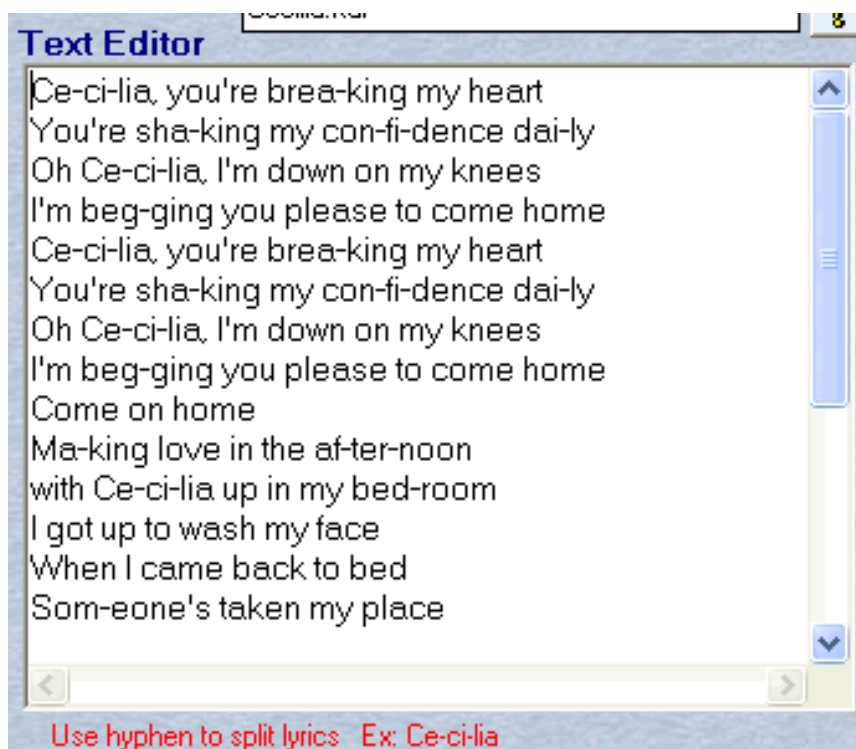 Text Editor
Ce-ci-lia, you're brea-king my heart
You're sha-king my con-fi-dence dai-ly
Oh Ce-ci-lia, I'm down on my knees
I'm beg-ging you please to come home
Ce-ci-lia, you're brea-king my heart
You're sha-king my con-fi-dence dai-ly
Oh Ce-ci-lia, I'm down on my knees
I'm beg-ging you please to come home
Come on home
Ma-king love in the af-ter-noon
with Ce-ci-lia up in my bed-room
I got up to wash my face
When I came back to bed
Som-eone's taken my place
Use hyphen to split lyrics Ex: Ce-ci-lia